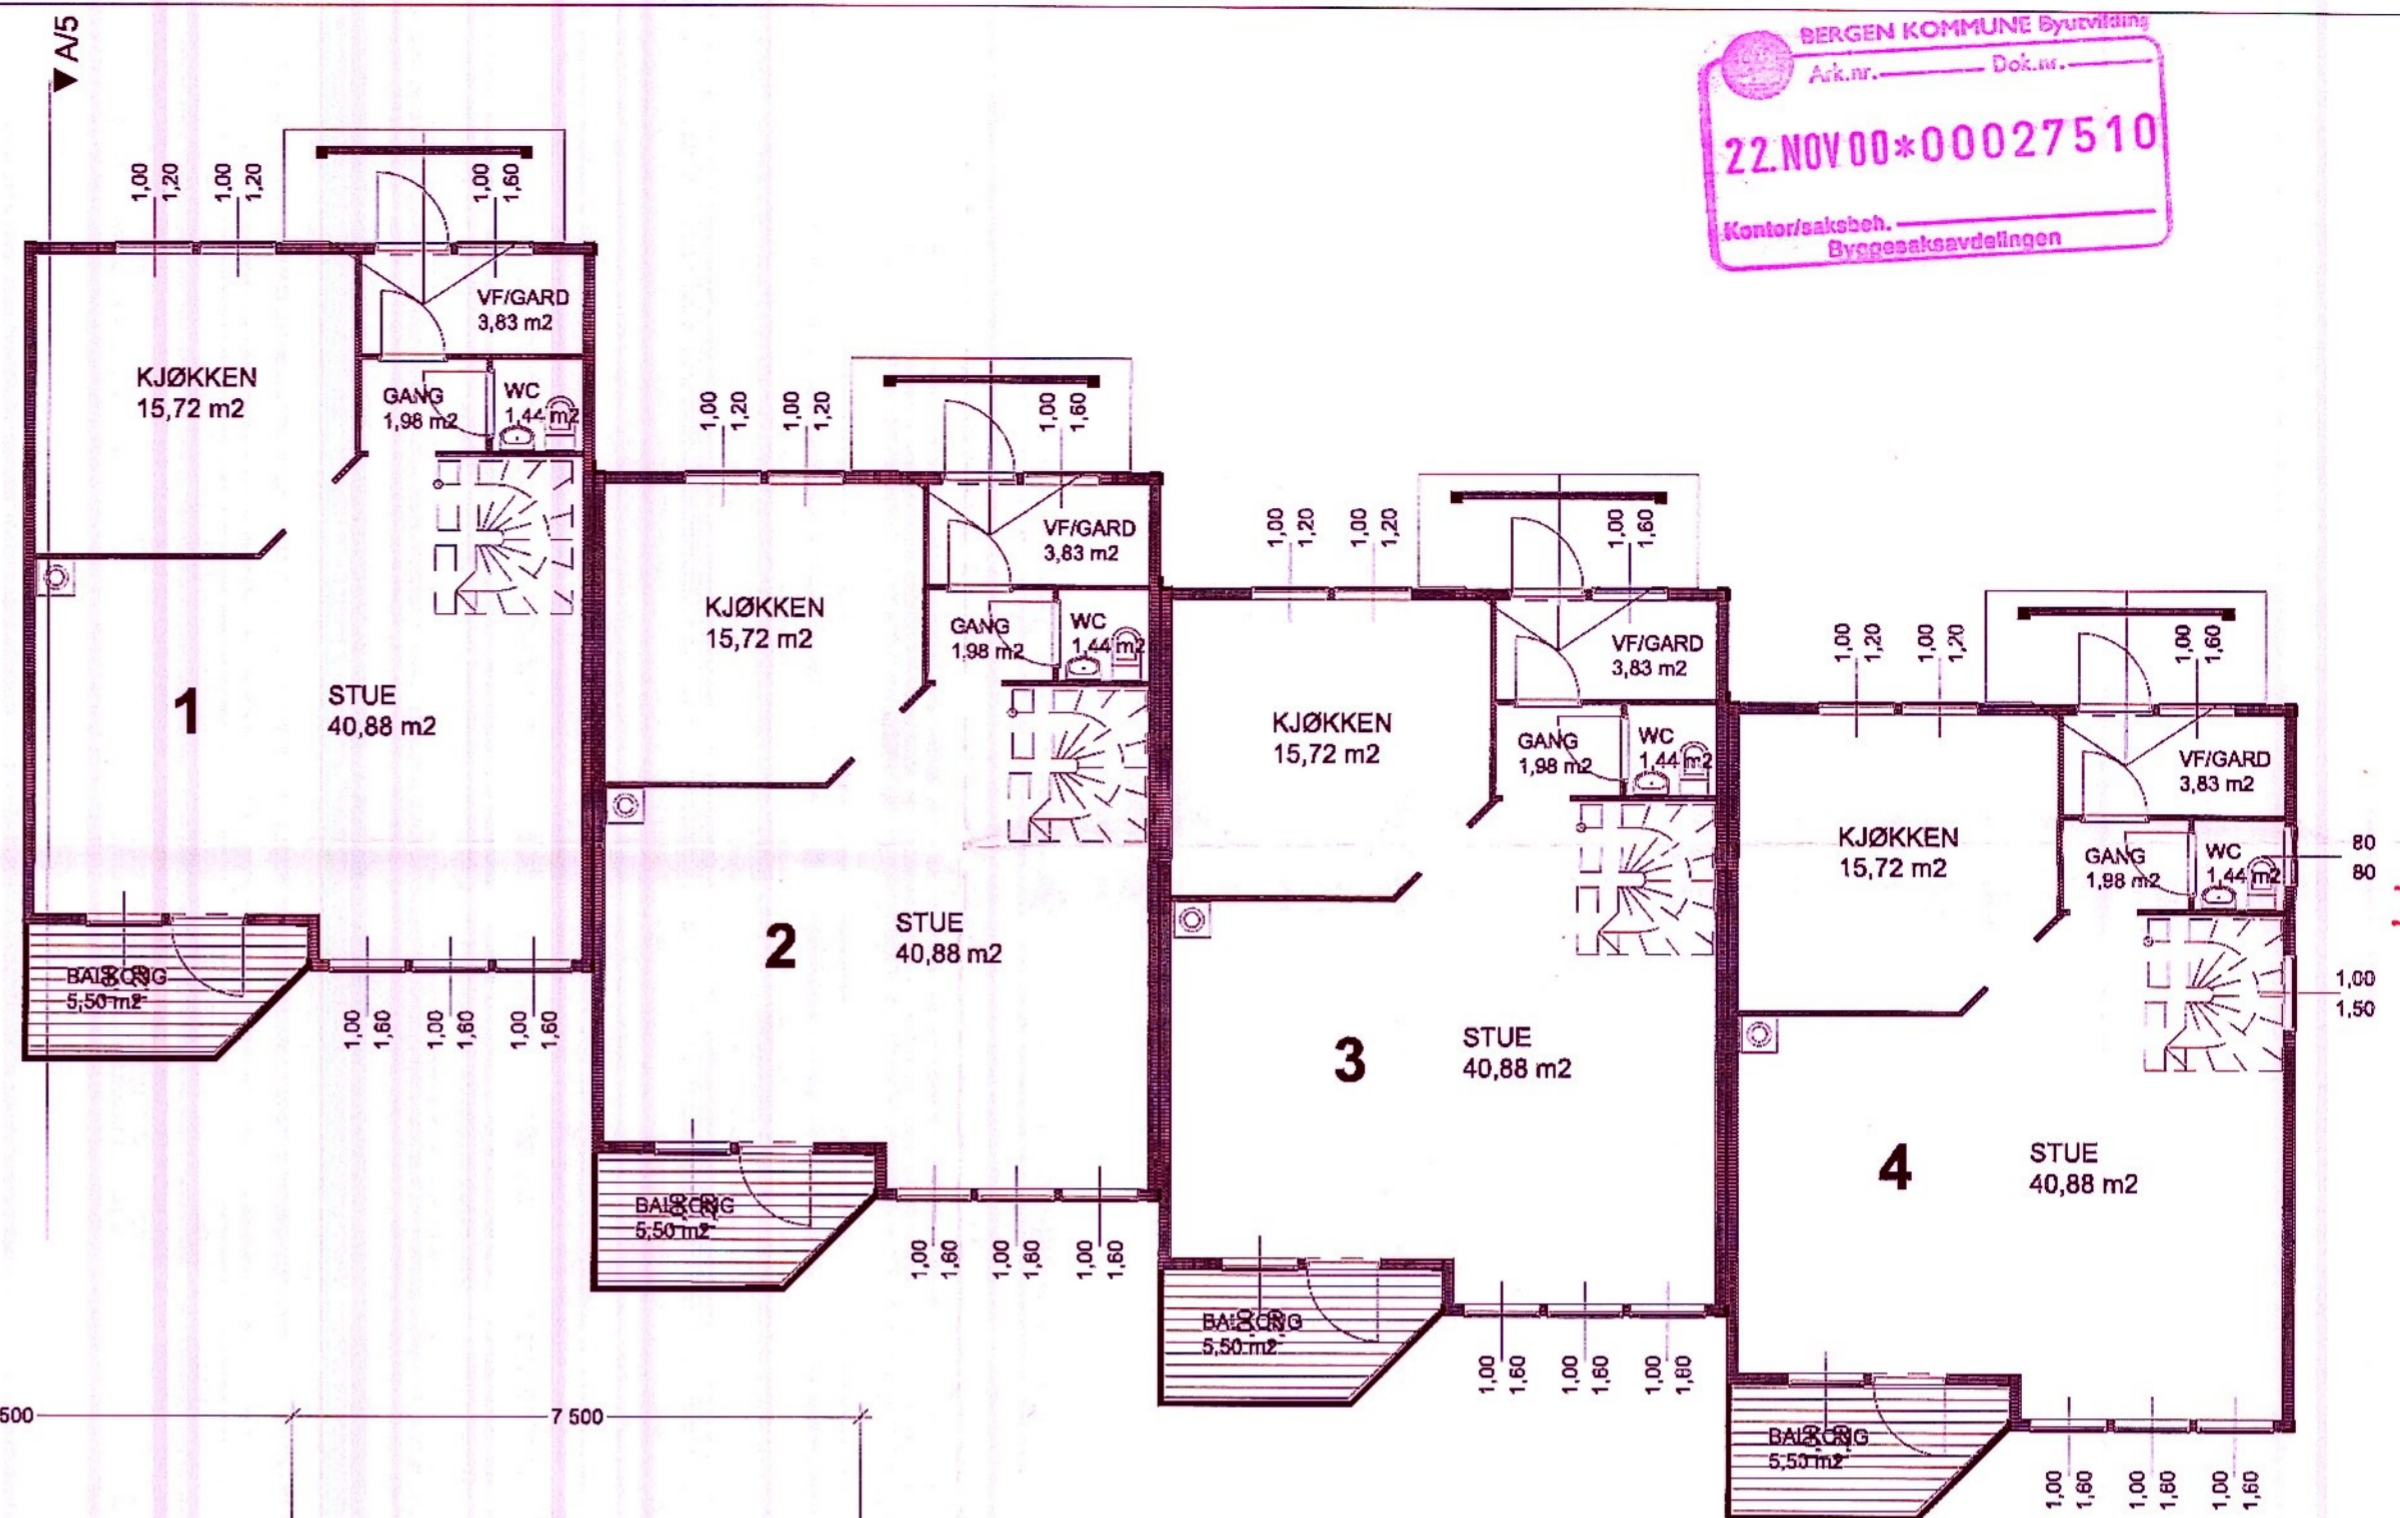 A/5
BERGEN KOMMUNE Byutvikling
Ark.nr. Dok.nr.
22.NOV 00*00027510
Kontor/saksbeh.
Byggesaksavdelingen
1,00
1,20
1,00
1,20
1,00
1,60
VF/GARD
3,83 m2
KJØKKEN
15,72 m2
GANG
1,98 m2
WC
1,44 m2
1
STUE
40,88 m2
BALKONG
5,50 m2
1,00
1,60
1,00
1,60
1,00
1,60
1,00
1,20
1,00
1,20
1,00
1,60
VF/GARD
3,83 m2
KJØKKEN
15,72 m2
GANG
1,98 m2
WC
1,44 m2
2
STUE
40,88 m2
BALKONG
5,50 m2
1,00
1,60
1,00
1,60
1,00
1,60
1,00
1,20
1,00
1,20
1,00
1,60
VF/GARD
3,83 m2
KJØKKEN
15,72 m2
GANG
1,98 m2
WC
1,44 m2
3
STUE
40,88 m2
BALKONG
5,50 m2
1,00
1,60
1,00
1,60
1,00
1,60
1,00
1,20
1,00
1,20
1,00
1,60
VF/GARD
3,83 m2
KJØKKEN
15,72 m2
GANG
1,98 m2
WC
1,44 m2
80
80
1,00
1,50
4
STUE
40,88 m2
BALKONG
5,50 m2
1,00
1,60
1,00
1,60
1,00
1,60
500
7 500